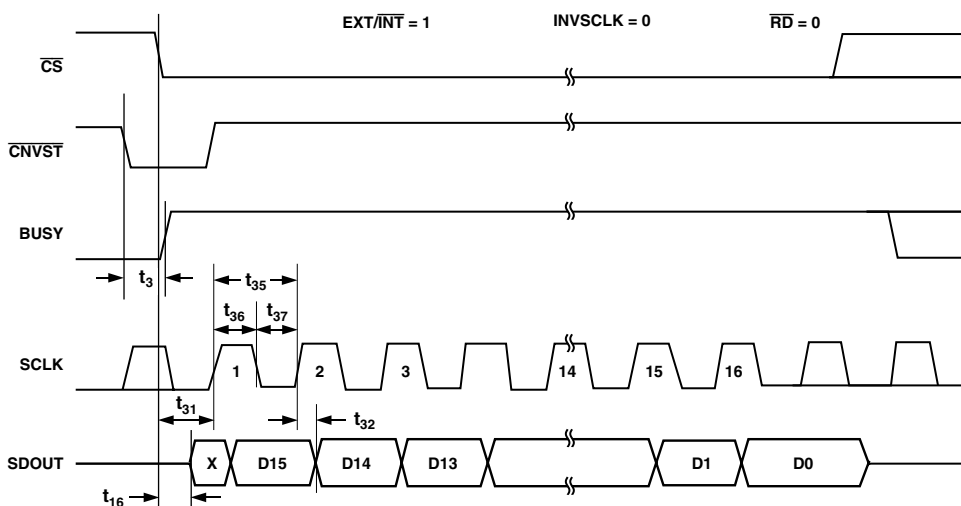 EXT/INT = 1 INVSCLK = 0 RD = 0
CS
CNVST
BUSY
t3
t35
t36 t37
SCLK
1 2 3 14 15 16
t31
t32
SDOUT
X D15 D14 D13 D1 D0
t16